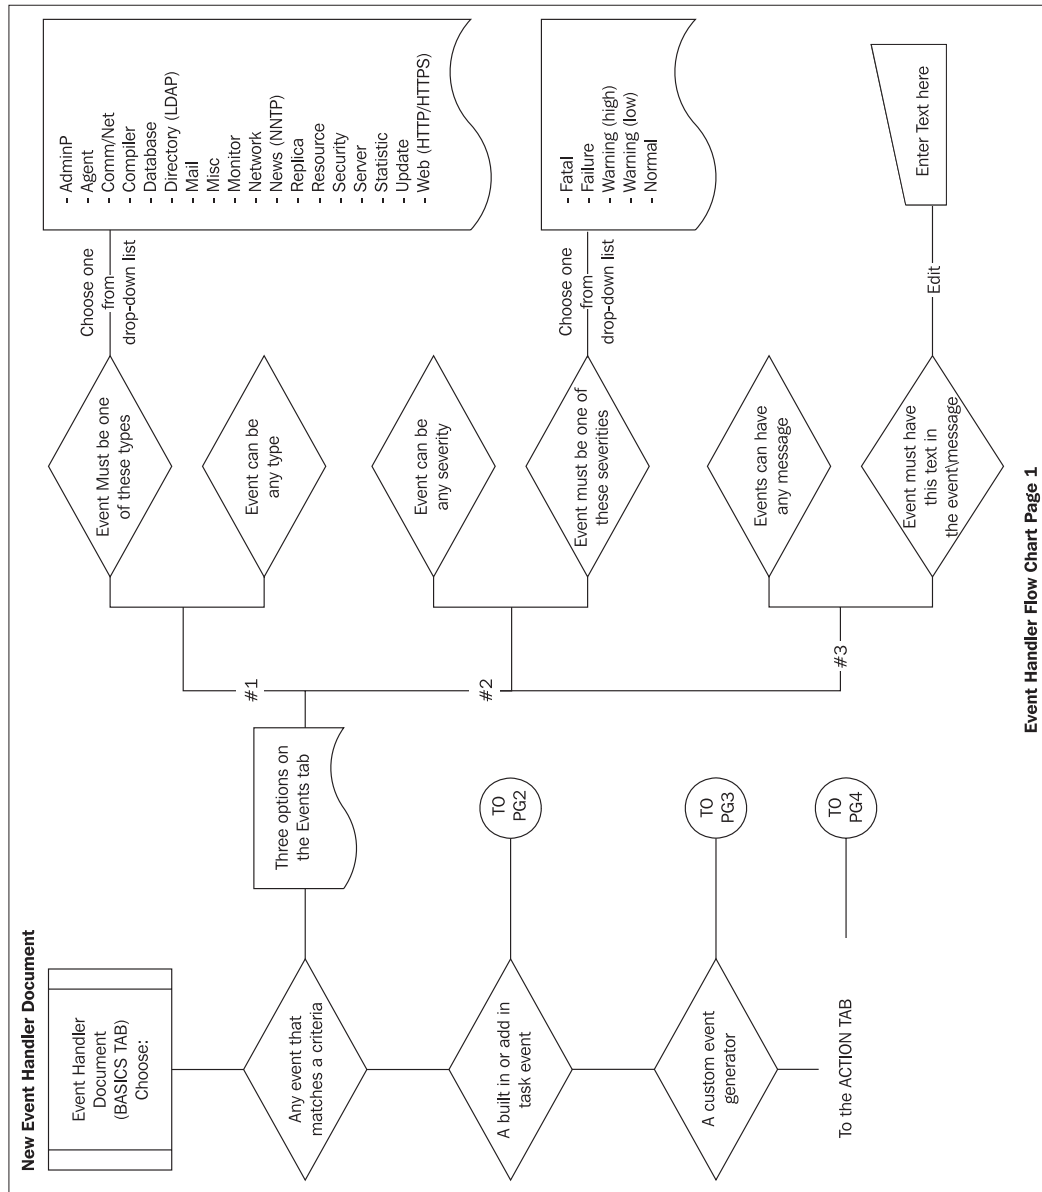 New Event Handler Document
Event Handler
Document
(BASICS TAB)
Choose:
Any event that
matches a criteria
Three options on
the Events tab
#1
Event Must be one
of these types
Choose one
from
drop-down list
- AdminP
- Agent
- Comm/Net
- Compiler
- Database
- Directory (LDAP)
- Mail
- Misc
- Monitor
- Network
- News (NNTP)
- Replica
- Resource
- Security
- Server
- Statistic
- Update
- Web (HTTP/HTTPS)
Event can be
any type
#2
Event can be
any severity
Event must be one of
these severities
Choose one
from
drop-down list
- Fatal
- Failure
- Warning (high)
- Warning (low)
- Normal
#3
Events can have
any message
Event must have
this text in
the event\message
Edit
Enter Text here
A built in or add in
task event
TO
PG2
A custom event
generator
TO
PG3
To the ACTION TAB
TO
PG4
Event Handler Flow Chart Page 1